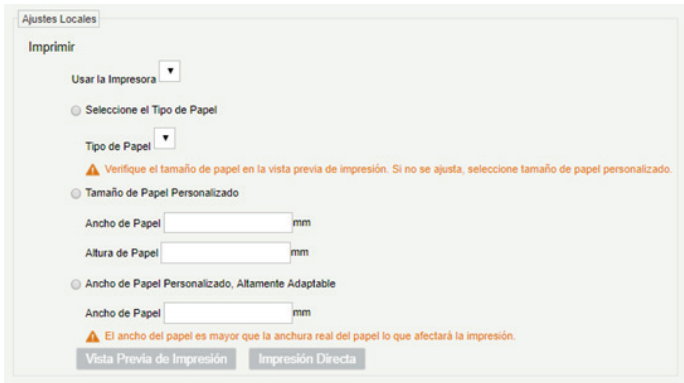 Ajustes Locales
Imprimir
Usar la Impresora
Seleccione el Tipo de Papel
Tipo de Papel
Verifique el tamaño de papel en la vista previa de impresión. Si no se ajusta, seleccione tamaño de papel personalizado.
Tamaño de Papel Personalizado
Ancho de Papel mm
Altura de Papel mm
Ancho de Papel Personalizado, Altamente Adaptable
Ancho de Papel mm
El ancho del papel es mayor que la anchura real del papel lo que afectará la impresión.
Vista Previa de Impresión Impresión Directa